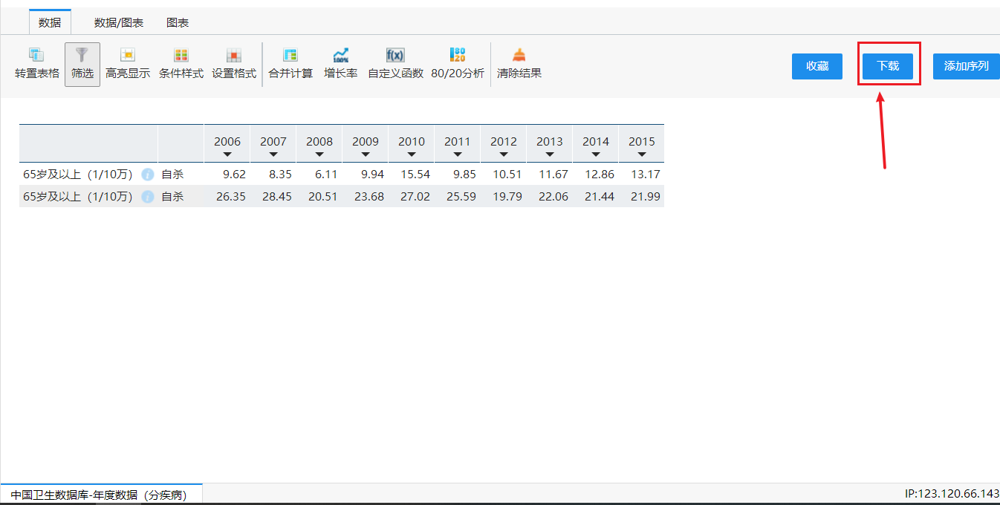 数据 数据/图表 图表
转置表格 筛选 高亮显示 条件样式 设置格式 合并计算 100% 增长率 f(x) 自定义函数 80 20 80/20分析 清除结果 收藏 下载 添加序列
2006 2007 2008 2009 2010 2011 2012 2013 2014 2015
65岁及以上（1/10万） i 自杀 9.62 8.35 6.11 9.94 15.54 9.85 10.51 11.67 12.86 13.17
65岁及以上（1/10万） i 自杀 26.35 28.45 20.51 23.68 27.02 25.59 19.79 22.06 21.44 21.99
中国卫生数据库-年度数据（分疾病） IP:123.120.66.143